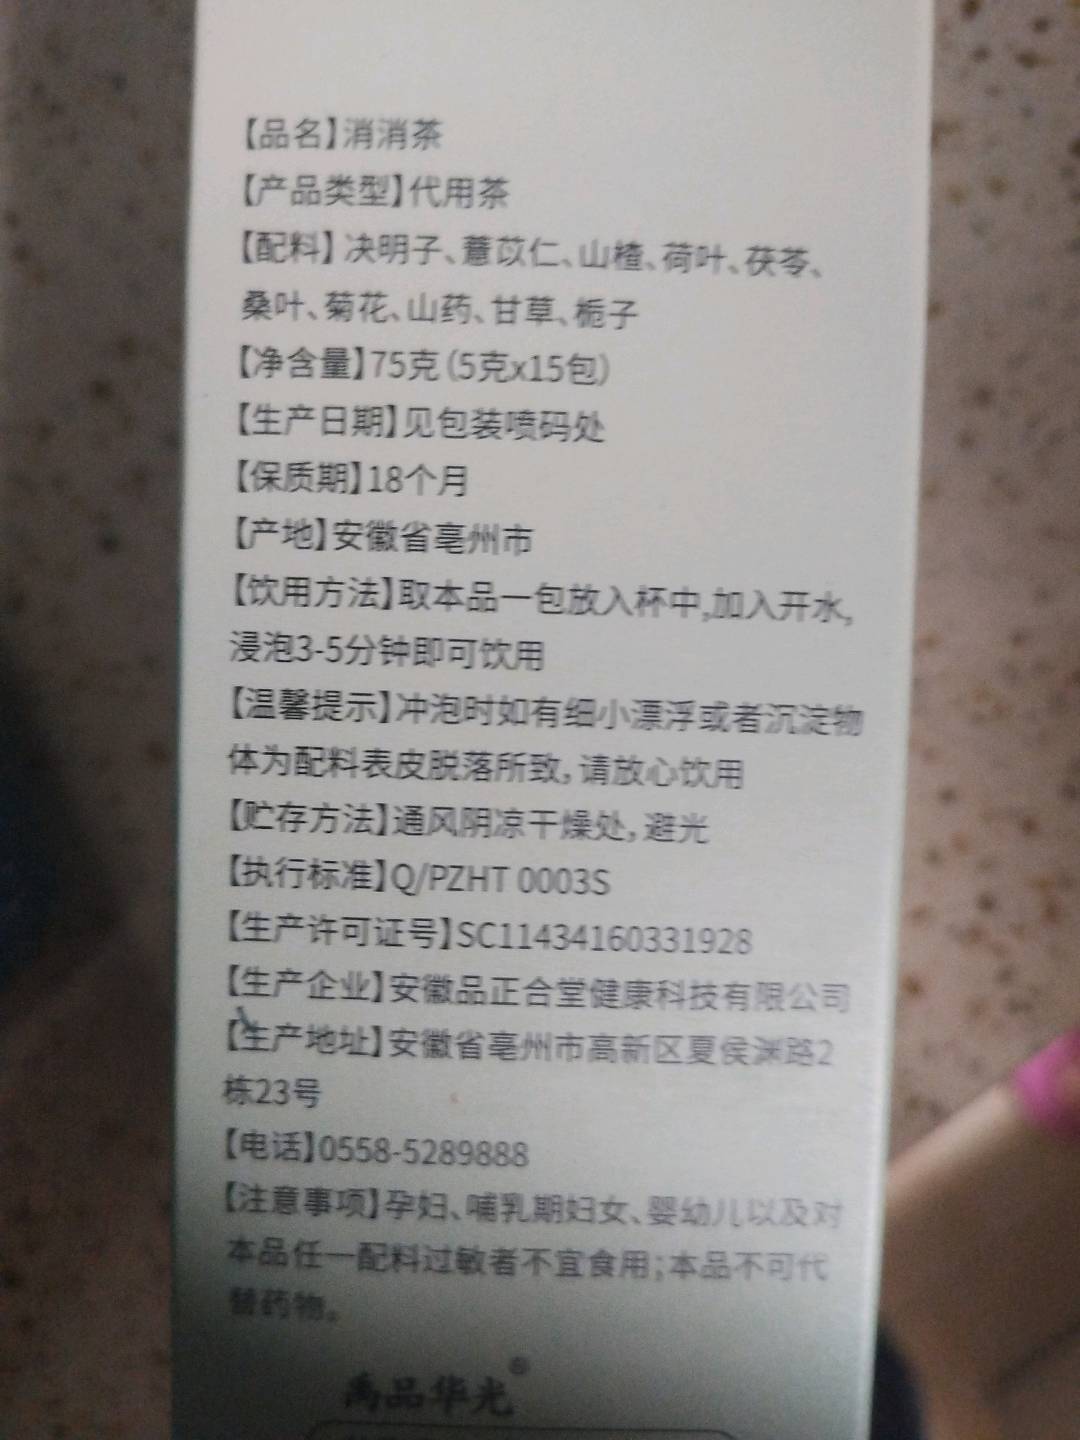 【品名】消消茶
【产品类型】代用茶
【配料】决明子、薏苡仁、山楂、荷叶、茯苓、
桑叶、菊花、山药、甘草、栀子
【净含量】75克(5克x15包)
【生产日期】见包装喷码处
【保质期】18个月
【产地】安徽省亳州市
【饮用方法】取本品一包放入杯中,加入开水,
浸泡3-5分钟即可饮用
【温馨提示】冲泡时如有细小漂浮或者沉淀物
体为配料表皮脱落所致,请放心饮用
【贮存方法】通风阴凉干燥处,避光
【执行标准】Q/PZHT 0003S
【生产许可证号】SC11434160331928
【生产企业】安徽品正合堂健康科技有限公司
【生产地址】安徽省亳州市高新区夏侯渊路2
栋23号
【电话】0558-5289888
【注意事项】孕妇、哺乳期妇女、婴幼儿以及对
本品任一配料过敏者不宜食用;本品不可代
替药物。
禹品华光®